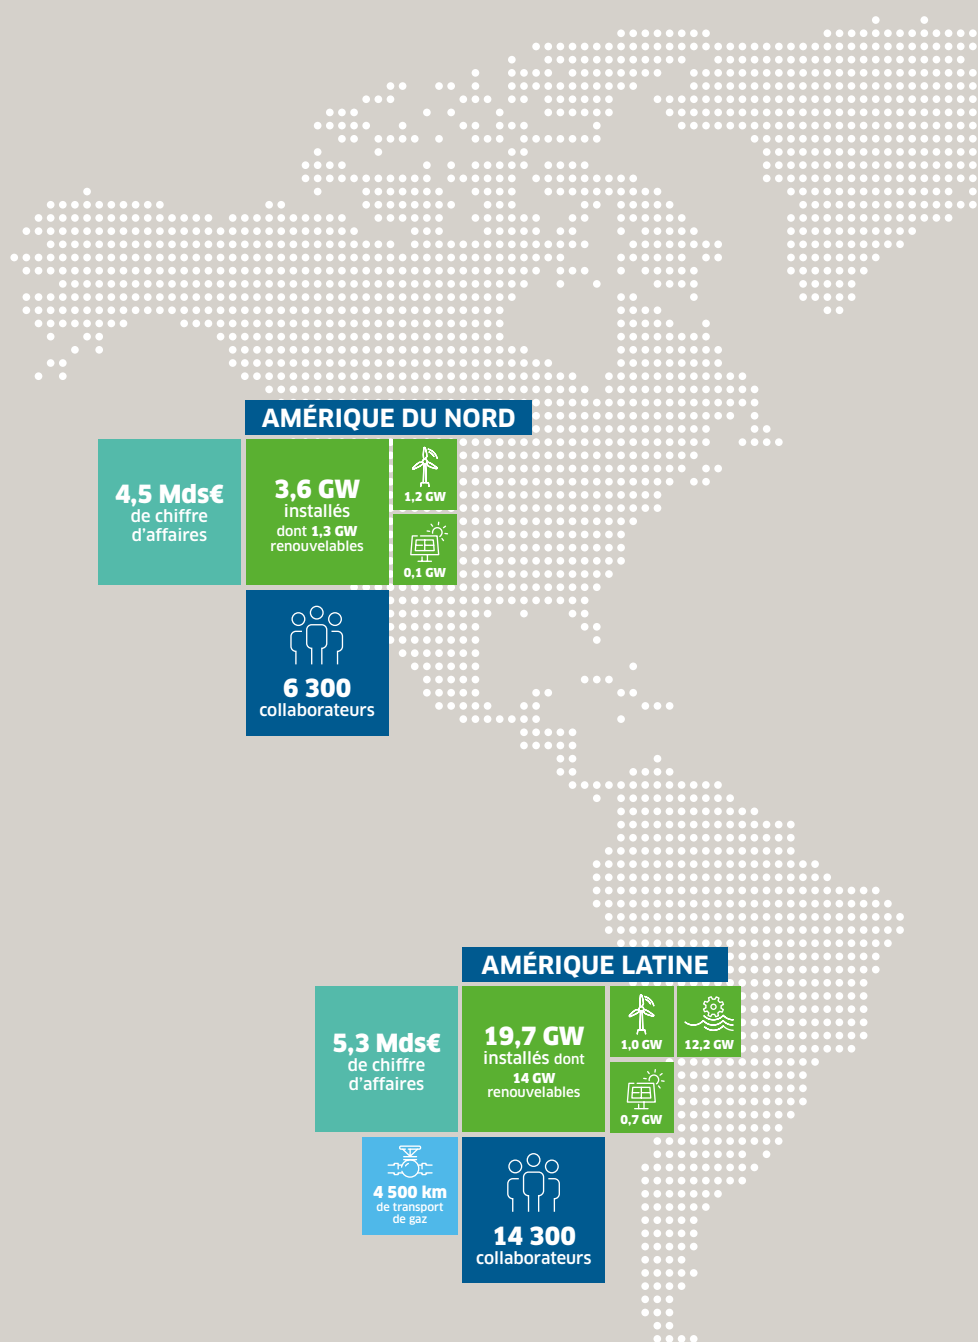 AMÉRIQUE DU NORD
4,5 Mds€
de chiffre
d'affaires
3,6 GW
installés
dont 1,3 GW
renouvelables
1,2 GW
0,1 GW
6 300
collaborateurs
AMÉRIQUE LATINE
5,3 Mds€
de chiffre
d'affaires
19,7 GW
installés dont
14 GW
renouvelables
1,0 GW
12,2 GW
0,7 GW
4 500 km
de transport
de gaz
14 300
collaborateurs